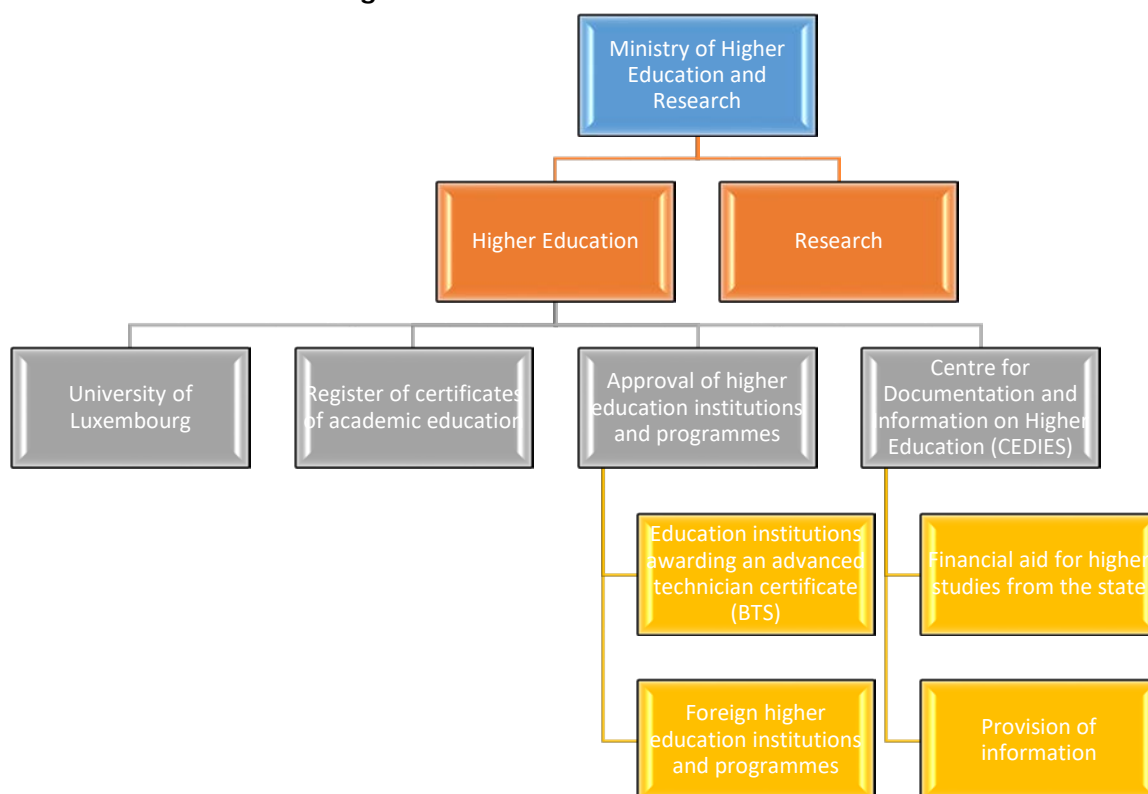 Ministry of Higher
Education and
Research
Higher Education
Research
University of
Luxembourg
Register of certificates
of academic education
Approval of higher
education institutions
and programmes
Centre for
Documentation and
Information on Higher
Education (CEDIES)
Education institutions
awarding an advanced
technician certificate
(BTS)
Financial aid for higher
studies from the state
Foreign higher
education institutions
and programmes
Provision of
information